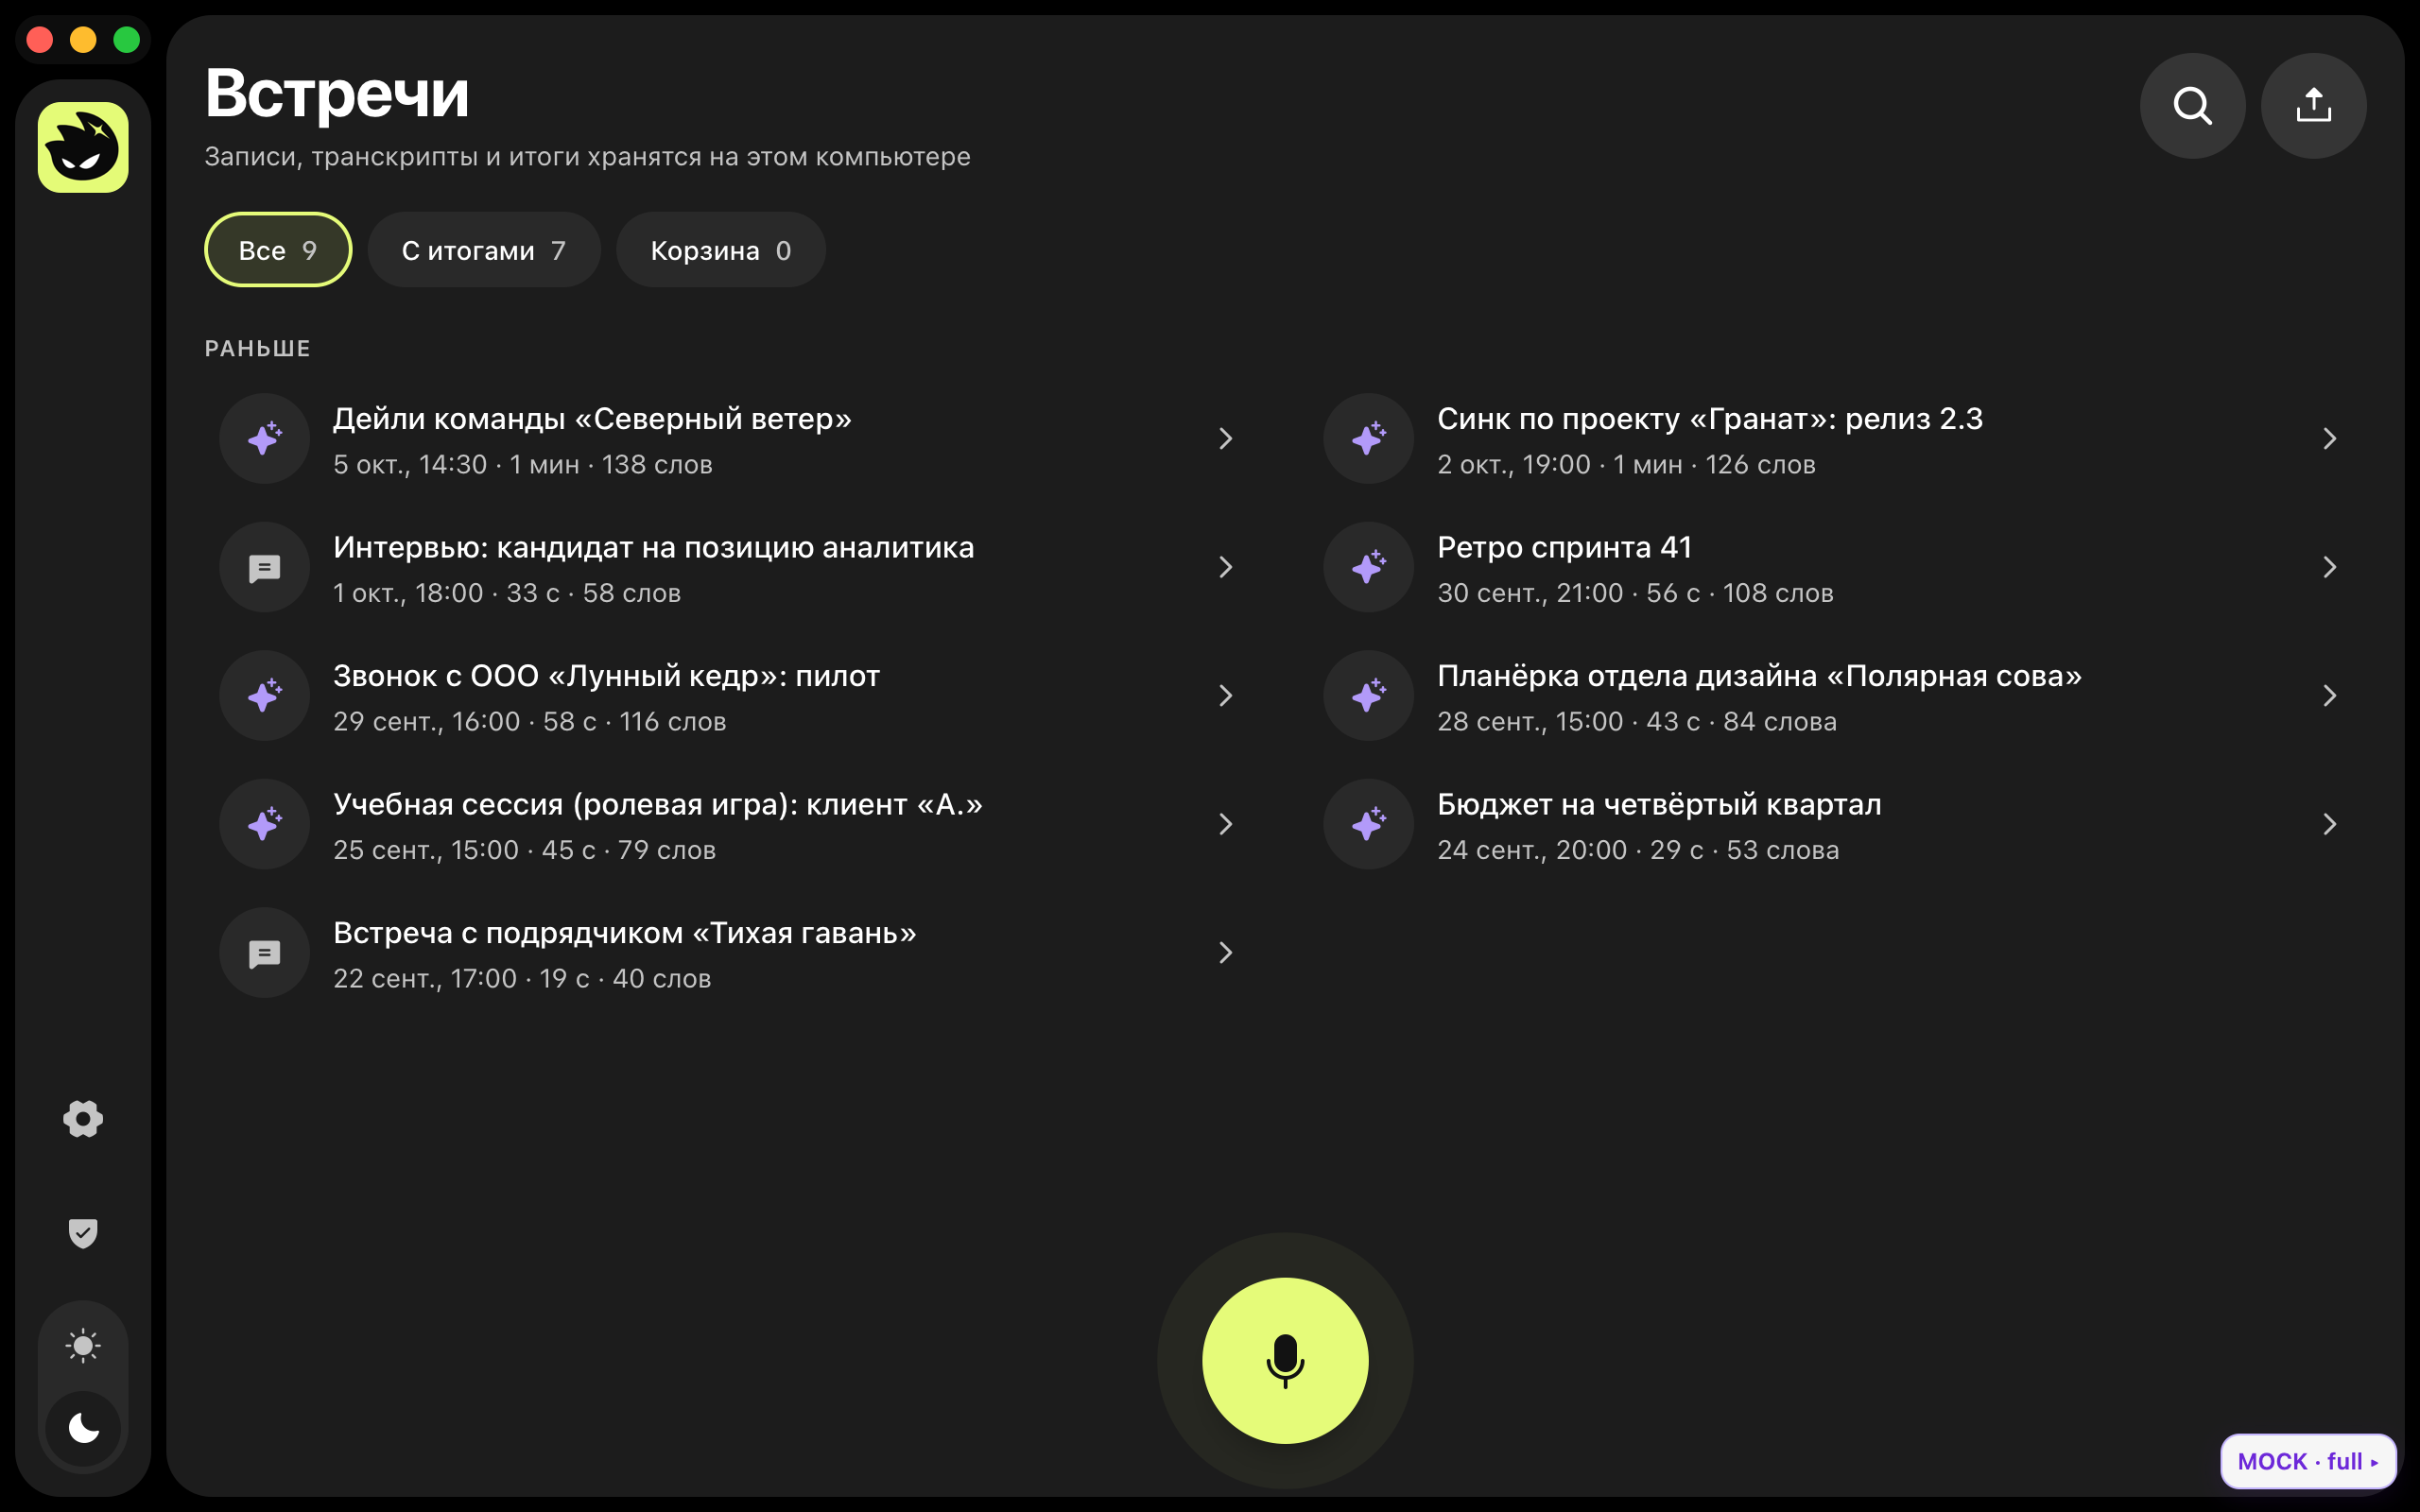 Встречи
Записи, транскрипты и итоги хранятся на этом компьютере
Все 9
С итогами 7
Корзина 0
РАНЬШЕ
Дейли команды «Северный ветер»
5 окт., 14:30 · 1 мин · 138 слов
Синк по проекту «Гранат»: релиз 2.3
2 окт., 19:00 · 1 мин · 126 слов
Интервью: кандидат на позицию аналитика
1 окт., 18:00 · 33 с · 58 слов
Ретро спринта 41
30 сент., 21:00 · 56 с · 108 слов
Звонок с ООО «Лунный кедр»: пилот
29 сент., 16:00 · 58 с · 116 слов
Планёрка отдела дизайна «Полярная сова»
28 сент., 15:00 · 43 с · 84 слова
Учебная сессия (ролевая игра): клиент «А.»
25 сент., 15:00 · 45 с · 79 слов
Бюджет на четвёртый квартал
24 сент., 20:00 · 29 с · 53 слова
Встреча с подрядчиком «Тихая гавань»
22 сент., 17:00 · 19 с · 40 слов
MOCK · full ▸